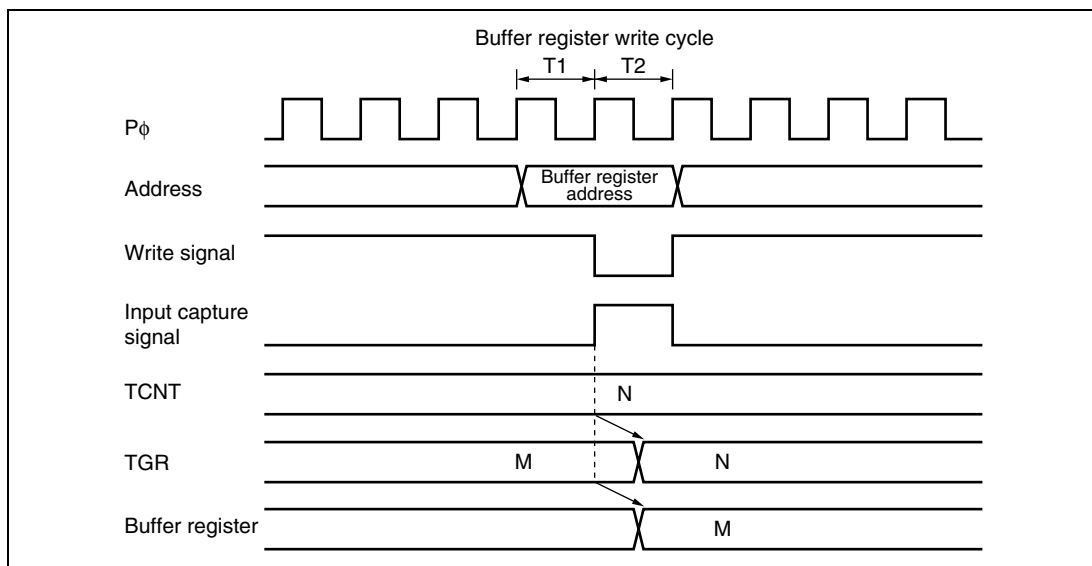 Buffer register write cycle
T1 T2
Pϕ
Address
Buffer register
address
Write signal
Input capture
signal
TCNT
N
TGR
M N
Buffer register
M